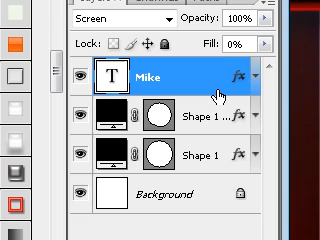 Screen Opacity: 100%
Lock: Fill: 0%
T Mike fx
Shape 1 ... fx
Shape 1 fx
Background